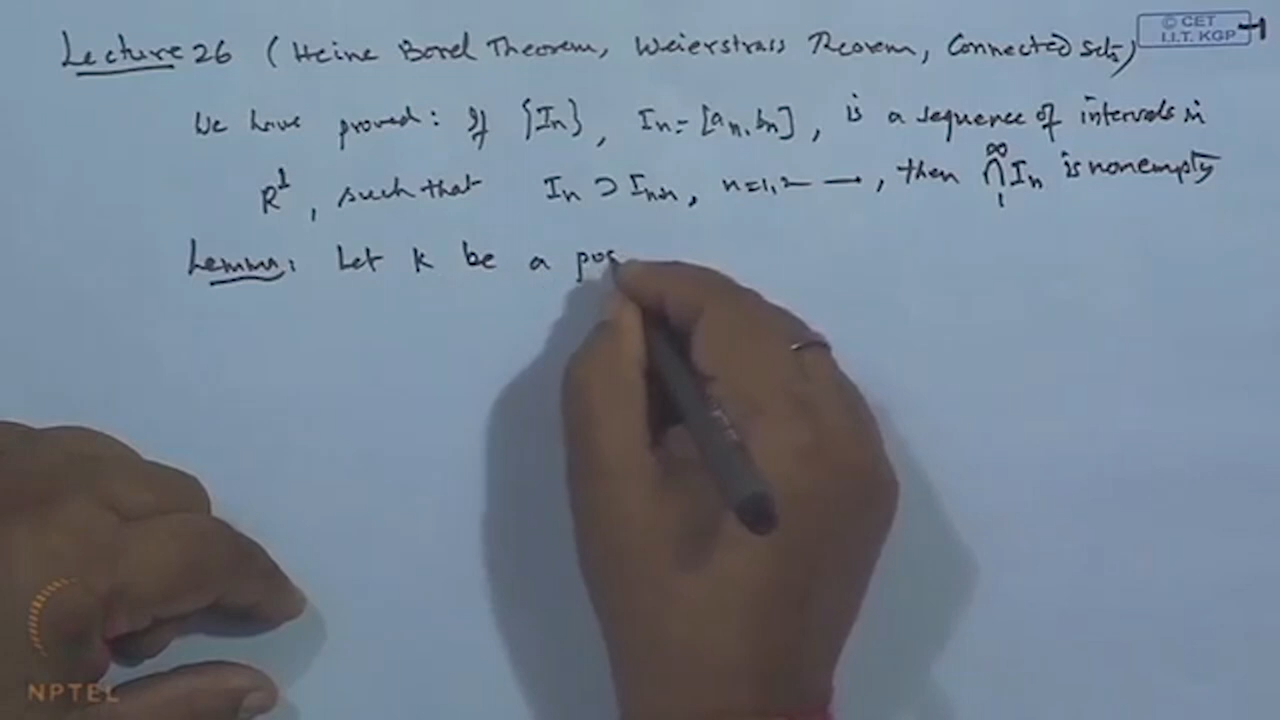 Lecture 26 (Heine Borel Theorem, Weierstrass Theorem, Connected Sets)
© CET
I.I.T. KGP
We have proved: If {In}, In = [an, bn], is a sequence of intervals in
R¹, such that In ⊃ In+1, n=1,2 —, then ∞⋂1 In is nonempty
Lemma: Let k be a pos
NPTEL